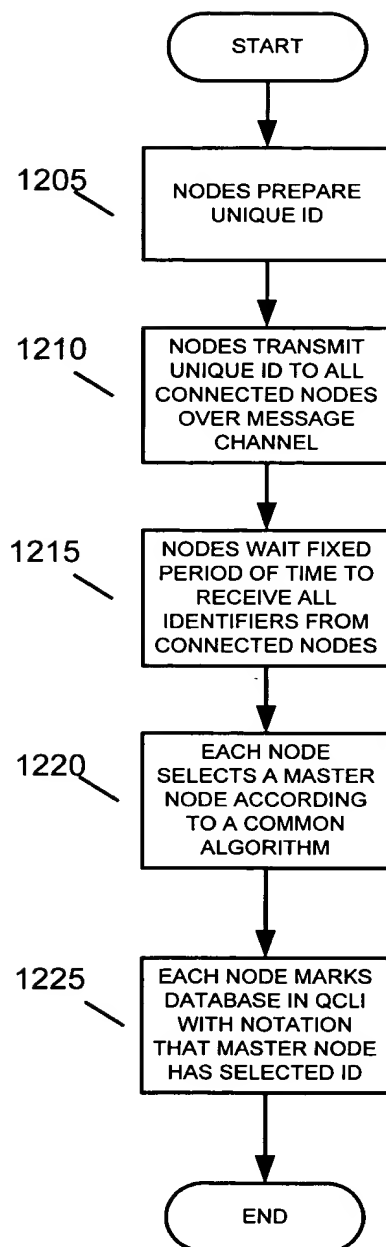 START
1205
NODES PREPARE
UNIQUE ID
1210
NODES TRANSMIT
UNIQUE ID TO ALL
CONNECTED NODES
OVER MESSAGE
CHANNEL
1215
NODES WAIT FIXED
PERIOD OF TIME TO
RECEIVE ALL
IDENTIFIERS FROM
CONNECTED NODES
1220
EACH NODE
SELECTS A MASTER
NODE ACCORDING
TO A COMMON
ALGORITHM
1225
EACH NODE MARKS
DATABASE IN QCLI
WITH NOTATION
THAT MASTER NODE
HAS SELECTED ID
END